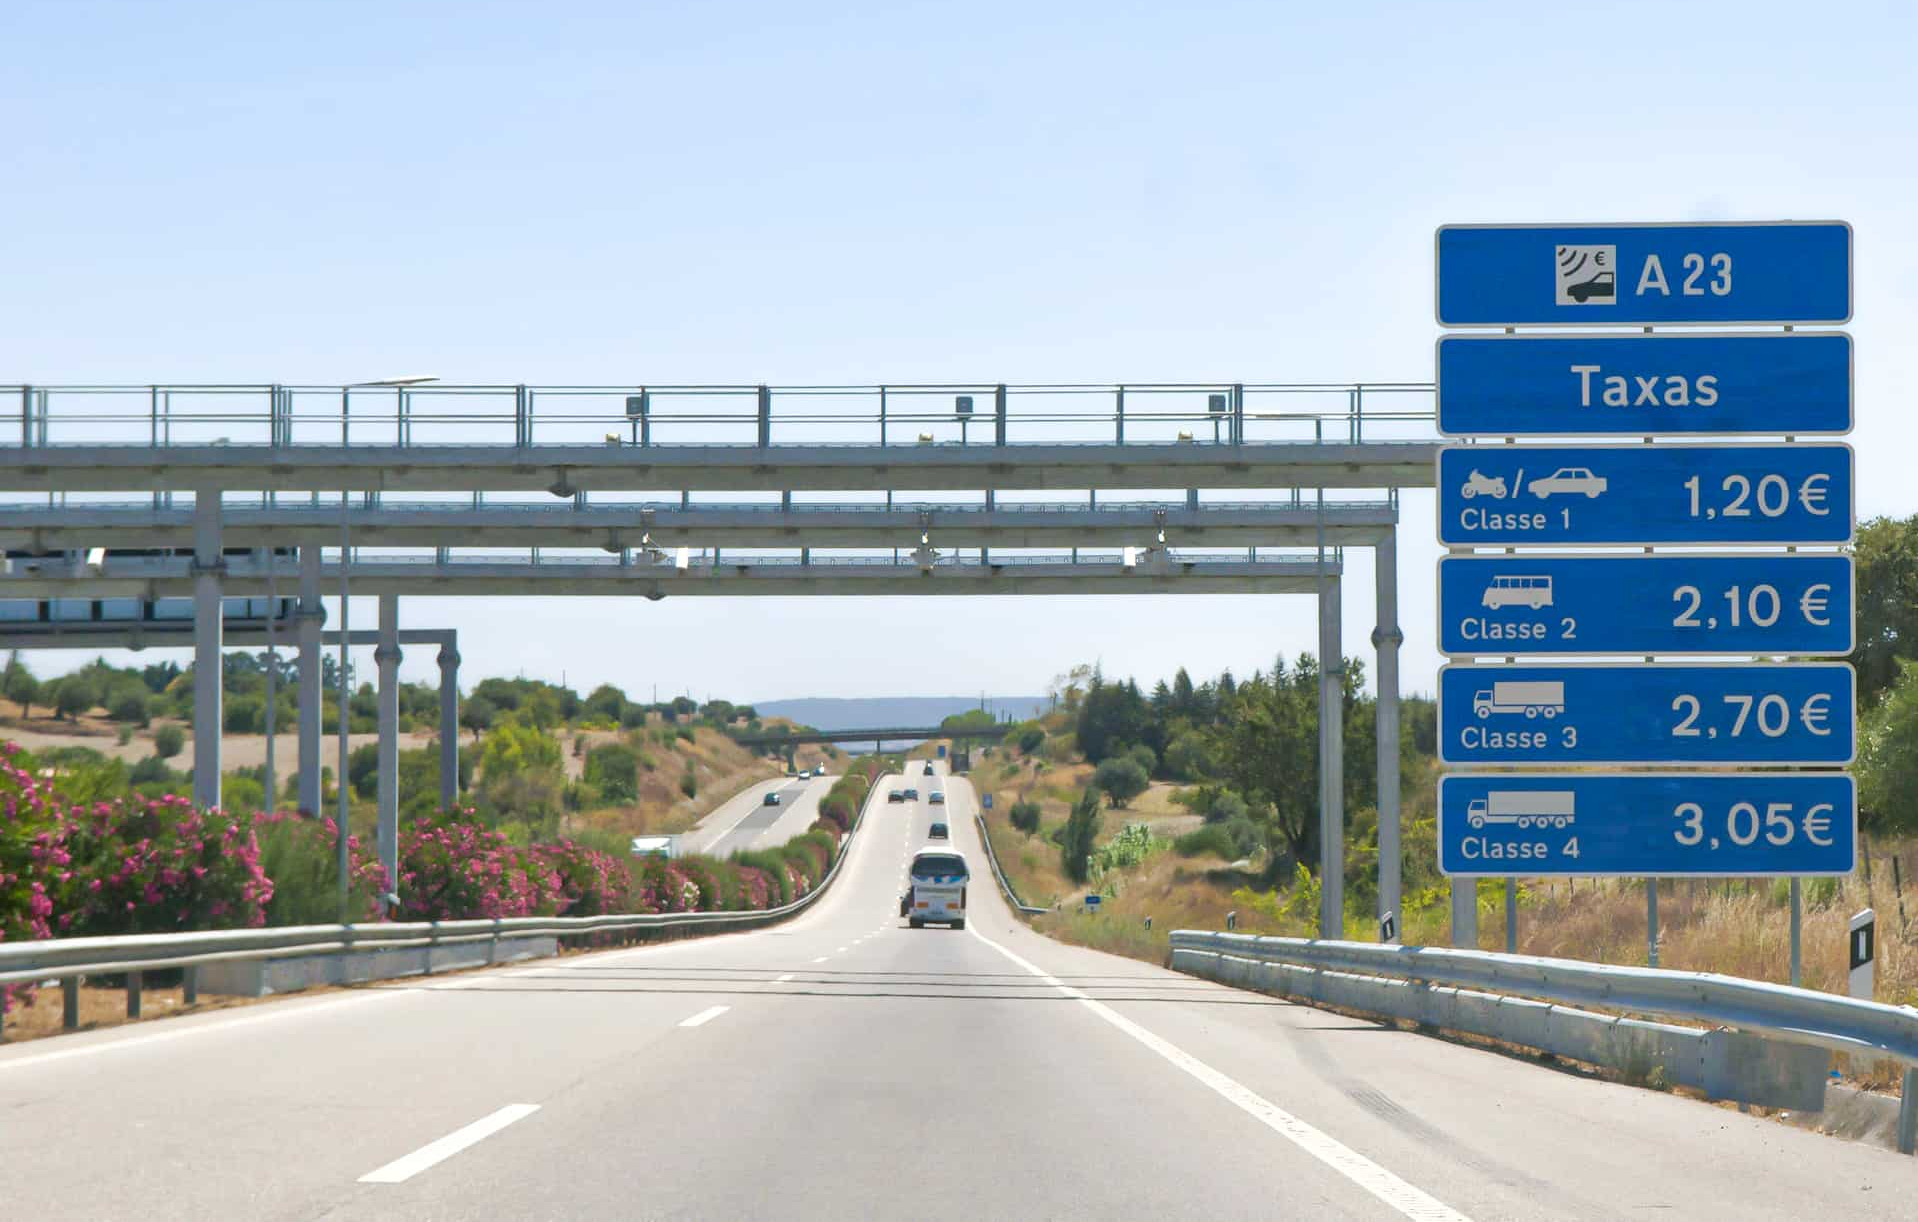 € A 23
Taxas
/ 1,20 €
Classe 1
2,10 €
Classe 2
2,70 €
Classe 3
3,05 €
Classe 4